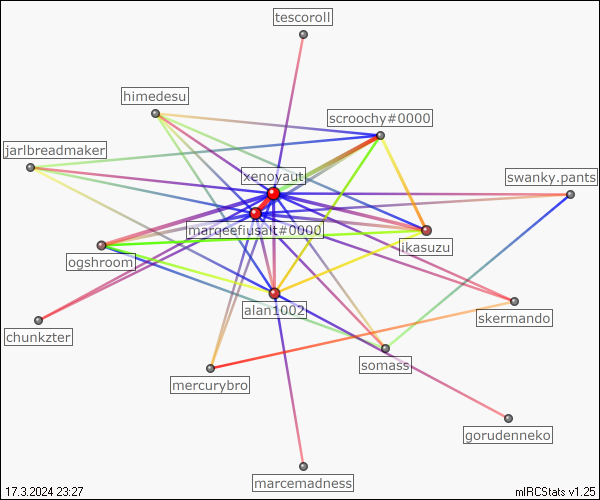 tescoroll
himedesu
scroochy#0000
jarlbreadmaker
xenoyaut
swanky.pants
marqeefiusalt#0000
ikasuzu
ogshroom
alan1002
skermando
chunkzter
somass
mercurybro
gorudenneko
marcemadness
17.3.2024 23:27
mIRCStats v1.25